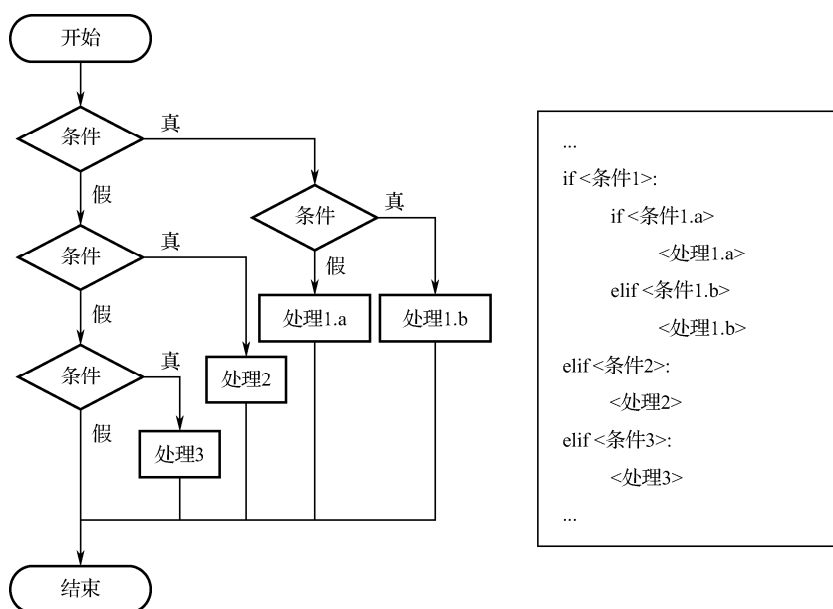 开始
条件
真
假
条件
真
假
条件
真
假
处理1.a
处理1.b
条件
真
假
处理2
处理3
结束
...
if <条件1>:
if <条件1.a>
<处理1.a>
elif <条件1.b>
<处理1.b>
elif <条件2>:
<处理2>
elif <条件3>:
<处理3>
...